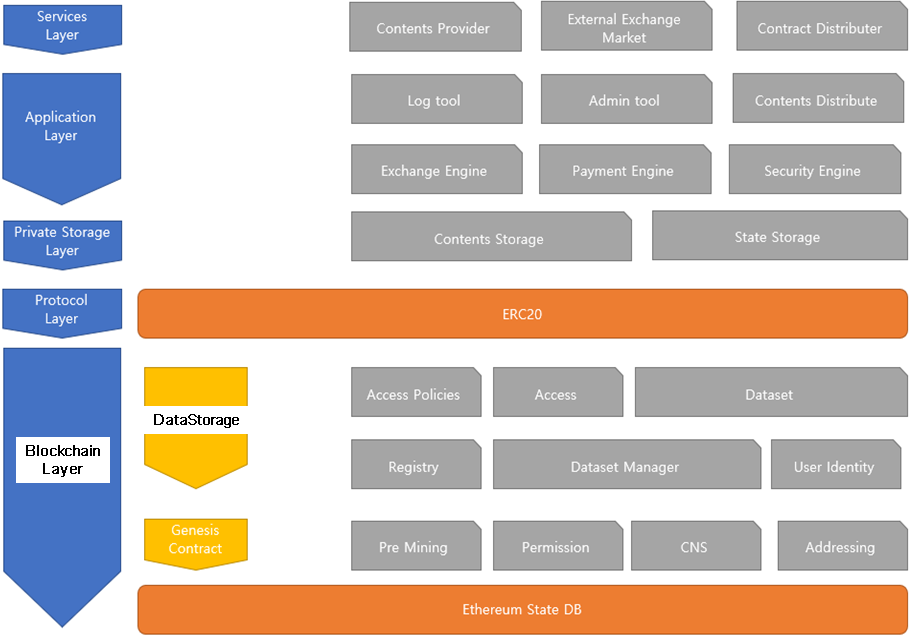 Services
Layer
Contents Provider
External Exchange
Market
Contract Distributer
Application
Layer
Log tool
Admin tool
Contents Distribute
Exchange Engine
Payment Engine
Security Engine
Private Storage
Layer
Contents Storage
State Storage
Protocol
Layer
ERC20
Blockchain
Layer
DataStorage
Access Policies
Access
Dataset
Registry
Dataset Manager
User Identity
Genesis
Contract
Pre Mining
Permission
CNS
Addressing
Ethereum State DB